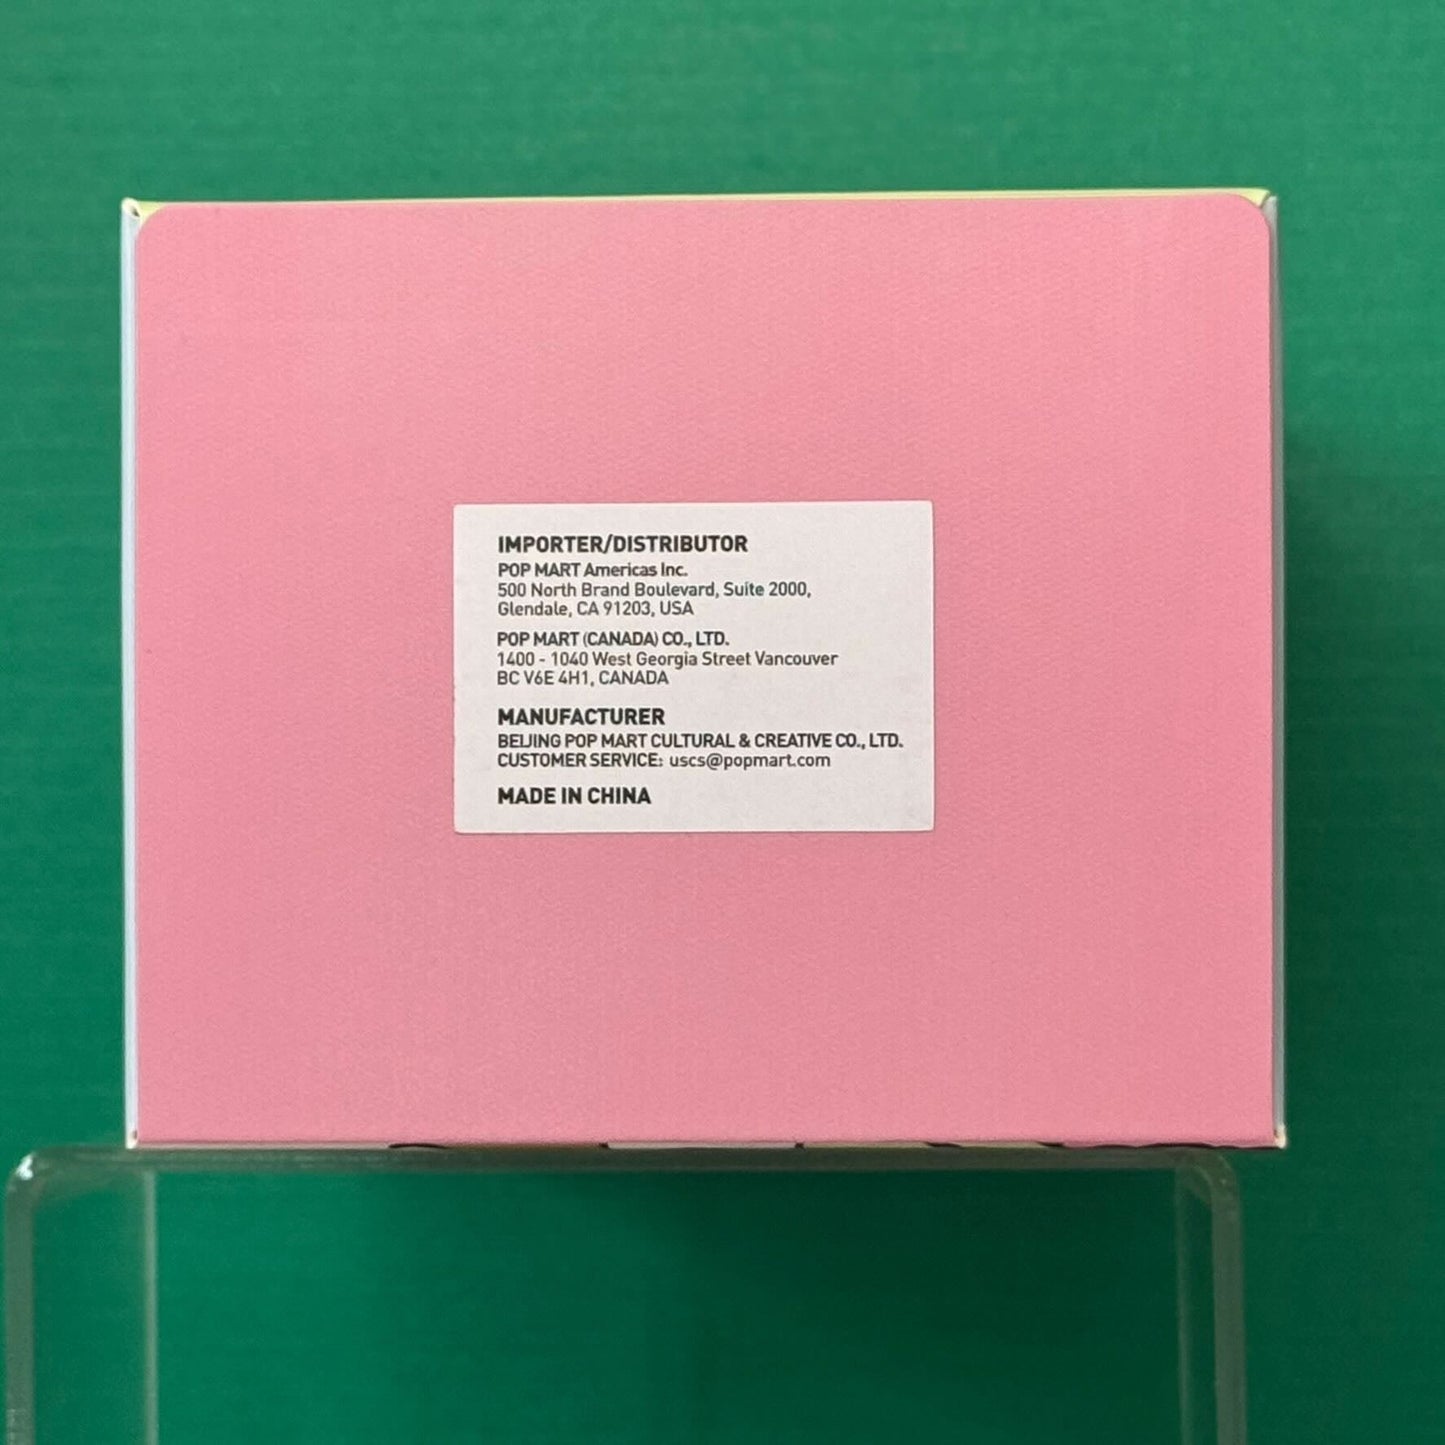 IMPORTER/DISTRIBUTOR
POP MART Americas Inc.
500 North Brand Boulevard, Suite 2000,
Glendale, CA 91203, USA
POP MART (CANADA) CO., LTD.
1400 - 1040 West Georgia Street Vancouver
BC V6E 4H1, CANADA
MANUFACTURER
BEIJING POP MART CULTURAL & CREATIVE CO., LTD.
CUSTOMER SERVICE: uscs@popmart.com
MADE IN CHINA